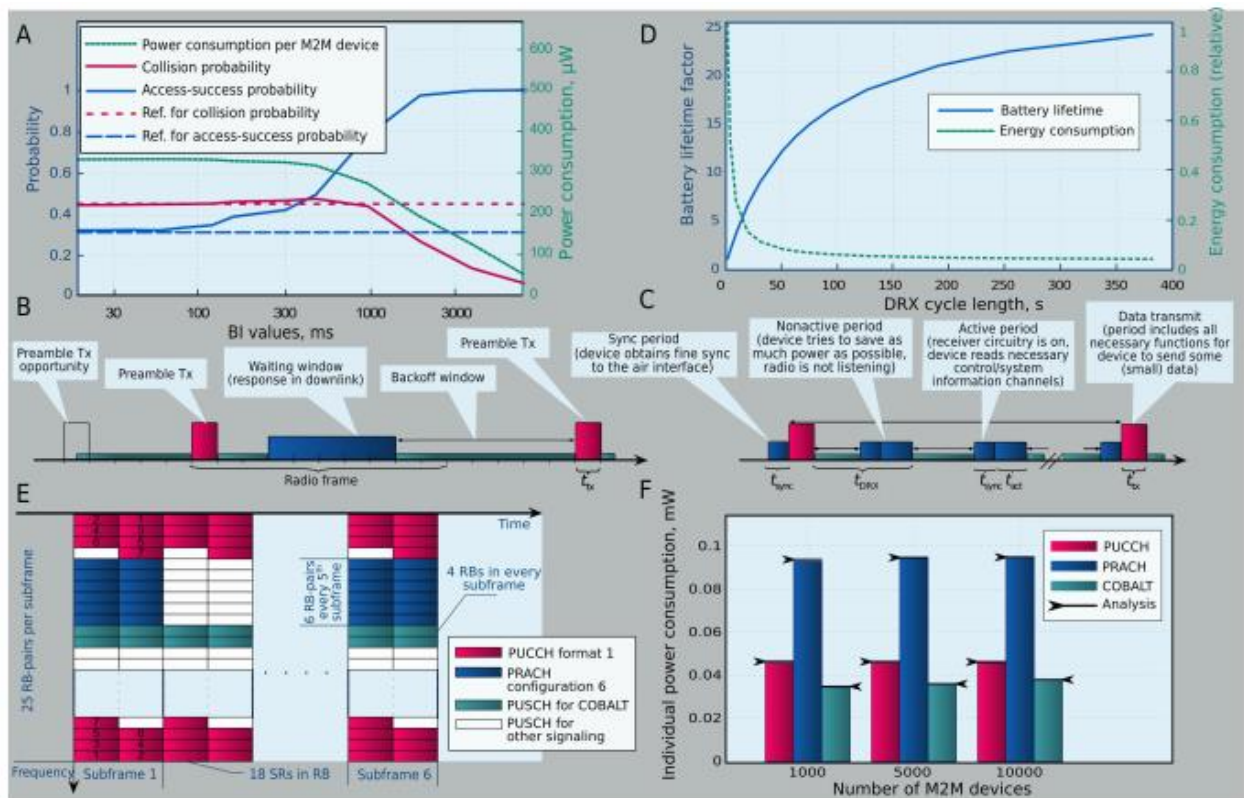 A
Power consumption per M2M device
Collision probability
Access-success probability
Ref. for collision probability
Ref. for access-success probability
Probability
1
0.8
0.6
0.4
0.2
0
600
500
400
300
200
100
0
Power consumption, µW
30 100 300 1000 3000
BI values, ms
D
Battery lifetime factor
25
20
15
10
5
0
Battery lifetime
Energy consumption
1
0.8
0.6
0.4
0.2
0
Energy consumption (relative)
0 50 100 150 200 250 300 350 400
DRX cycle length, s
B
Preamble Tx
opportunity
Preamble Tx
Waiting window
(response in downlink)
Backoff window
Preamble Tx
Radio frame
t tx
C
Sync period
(device obtains fine sync
to the air interface)
Nonactive period
(device tries to save as
much power as possible,
radio is not listening)
Active period
(receiver circuitry is on,
device reads necessary
control/system
information channels)
Data transmit
(period includes all
necessary functions for
device to send some
(small) data)
t sync
t DRX
t sync t act
t tx
E
Time
25 RB-pairs per subframe
6 RB-pairs
every 5th
subframe
4 RBs in every
subframe
PUCCH format 1
PRACH
configuration 6
PUSCH for COBALT
PUSCH for
other signaling
Frequency
Subframe 1
18 SRs in RB
Subframe 6
F
Individual power consumption, mW
0.1
0.08
0.06
0.04
0.02
0
PUCCH
PRACH
COBALT
Analysis
1000 5000 10000
Number of M2M devices